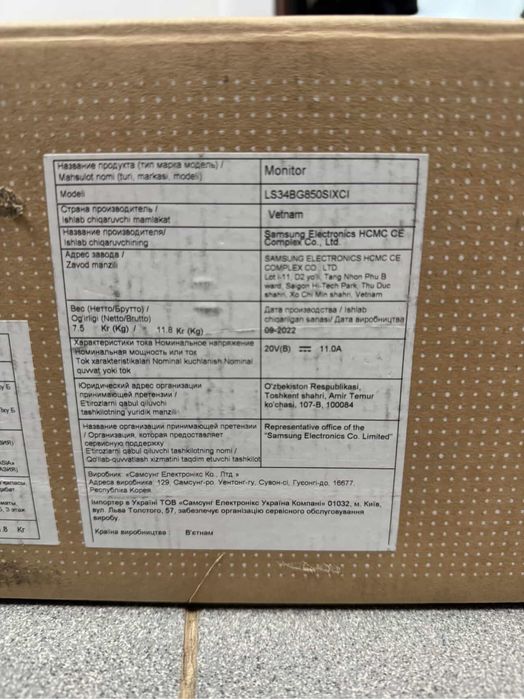 Название продукта (тип марка модель) /
Mahsulot nomi (turi, markasi, modeli)
Monitor
Modeli
LS34BG850SIXCI
Страна производитель /
Ishlab chiqaruvchi mamlakat
Vetnam
Название производителя/
Ishlab chiqaruvchining
Samsung Electronics HCMC CE
Complex Co., Ltd.
Адрес завода /
Zavod manzili
SAMSUNG ELECTRONICS HCMC CE
COMPLEX CO., LTD
Lot I-11, D2 yo'li, Tang Nhon Phu B
ward, Saigon Hi-Tech Park, Thu Duc
shahri, Xo Chi Min shahri, Vetnam
Вес (Нетто/Брутто) /
Og'irligi (Netto/Brutto)
7.5 Кг (Kg) / 11.8 Кг (Kg)
Дата производства / Ishlab
chiqarilgan sanasi/ Дата виробництва
09-2022
Характеристики тока Номинальное напряжение
Номинальная мощность или ток
Tok xarakteristikalari Nominal kuchlanish Nominal
quvvat yoki tok
20V(B) 11.0A
Юридический адрес организации
принимающей претензии /
E'tirozlarni qabul qiluvchi
tashkilotning yuridik manzili
O'zbekiston Respublikasi,
Toshkent shahri, Amir Temur
ko'chasi, 107-B, 100084
Название организации принимающей претензии
/ Организация, которая предоставляет
сервисную поддержку
E'tirozlarni qabul qiluvchi tashkilotning nomi /
Qo'llab-quvvatlash xizmatini taqdim etuvchi tashkilot
Representative office of the
"Samsung Electronics Co. Limited"
Виробник «Самсунг Електронікс Ко., Лтд.»
Адреса виробника 129, Самсунг-ро, Уентонг-гу, Сувон-сі, Гусонгі-до, 16677,
Республіка Корея.
Імпортер в Україні ТОВ «Самсунг Електронікс Україна Компані» 01032, м. Київ,
вул. Льва Толстого, 57, забезпечує організацію сервісного обслуговування
виробу.
Країна виробництва : В'єтнам